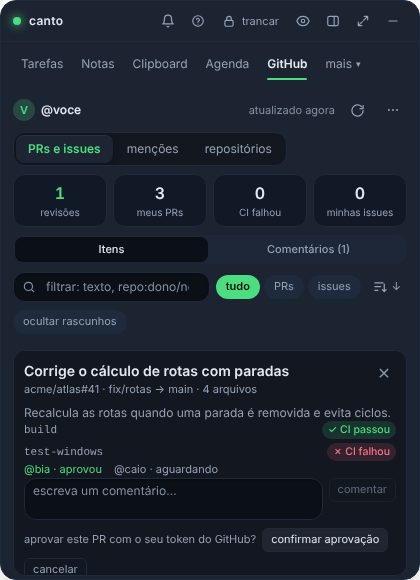 canto
trancar
Tarefas Notas Clipboard Agenda GitHub mais ▾
V @voce atualizado agora
PRs e issues menções repositórios
1 3 0 0
revisões meus PRs CI falhou minhas issues
Itens Comentários (1)
filtrar: texto, repo:dono/n
tudo PRs issues
ocultar rascunhos
Corrige o cálculo de rotas com paradas
acme/atlas#41 · fix/rotas → main · 4 arquivos
Recalcula as rotas quando uma parada é removida e evita ciclos.
build ✓ CI passou
test-windows × CI falhou
@bia · aprovou @caio · aguardando
escreva um comentário... comentar
aprovar este PR com o seu token do GitHub? confirmar aprovação
cancelar